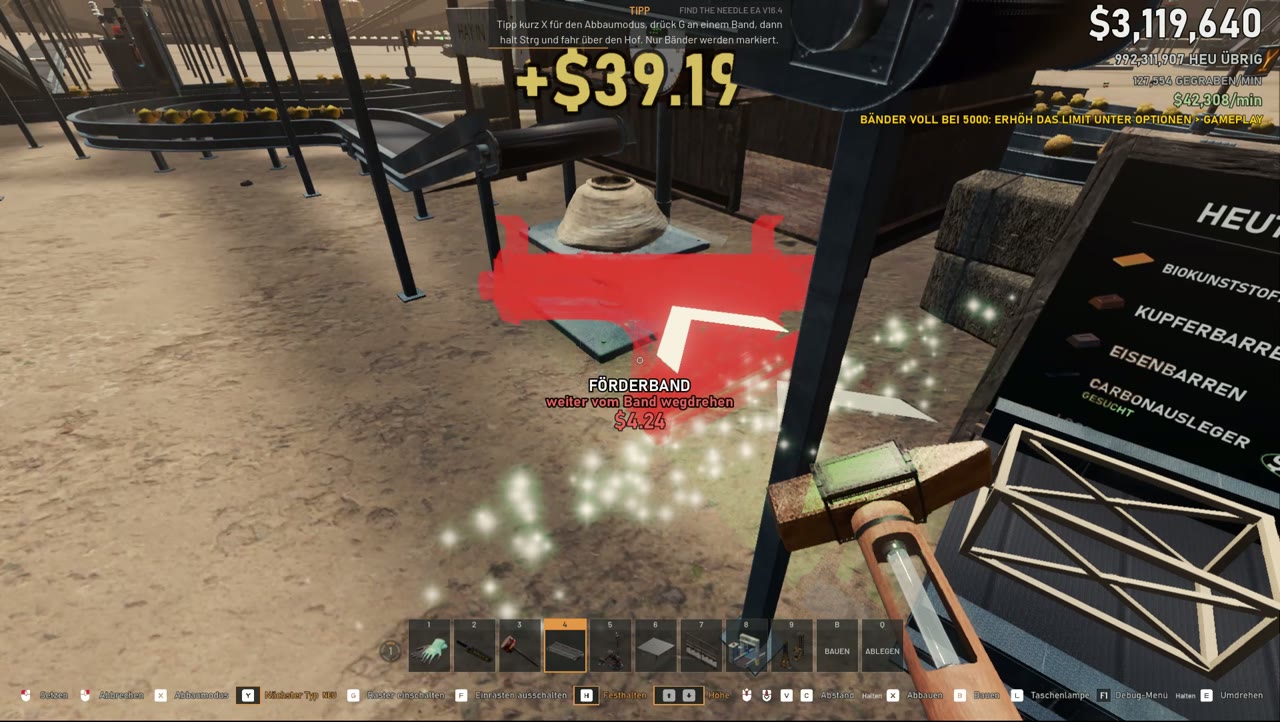 TIPP
FIND THE NEEDLE EA V16.4
Tipp kurz X für den Abbaumodus, drück G an einem Band, dann
halt Strg und fahr über den Hof. Nur Bänder werden markiert.
+$39.19
$3,119,640
992,311,907 HEU ÜBRIG
127,554 GEGRABEN/MIN
$42,308/min
BÄNDER VOLL BEI 5000: ERHÖH DAS LIMIT UNTER OPTIONEN > GAMEPLAY
HAY IN
HEUT
BIOKUNSTSTOF
KUPFERBARRE
EISENBARREN
CARBONAUSLEGER
GESUCHT
FÖRDERBAND
weiter vom Band wegdrehen
$4.24
1 2 3 4 5 6 7 8 9 B Q
1 BAUEN ABLEGEN
Setzen Abbrechen X Abbaumodus Y Nächster Typ NEU G Raster einschalten F Einrasten ausschalten H Festhalten Höhe V C Abstand Halten X Abbauen B Bauen L Taschenlampe F1 Debug-Menü Halten E Umdrehen